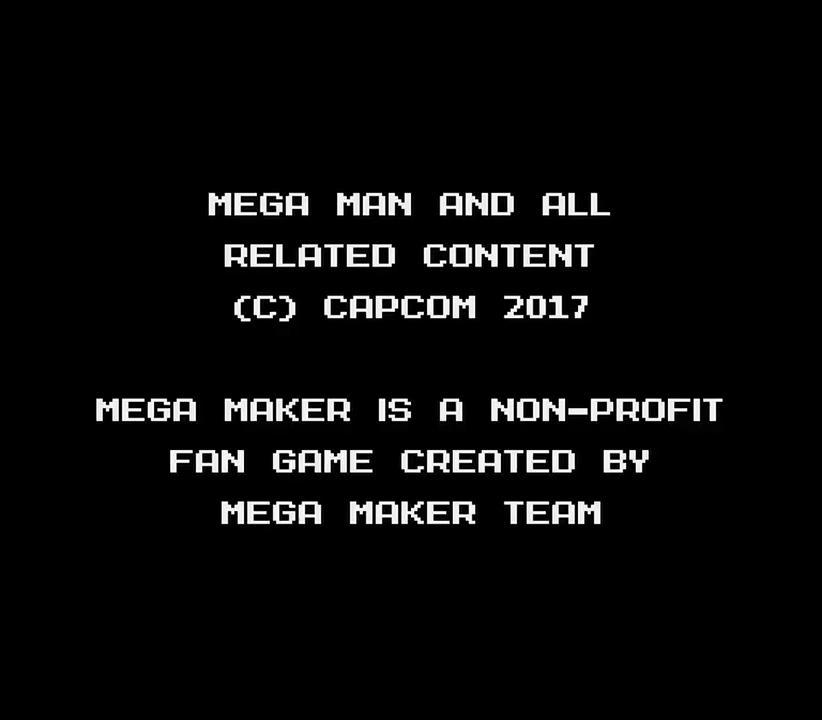 MEGA MAN AND ALL
RELATED CONTENT
(C) CAPCOM 2017
MEGA MAKER IS A NON-PROFIT
FAN GAME CREATED BY
MEGA MAKER TEAM